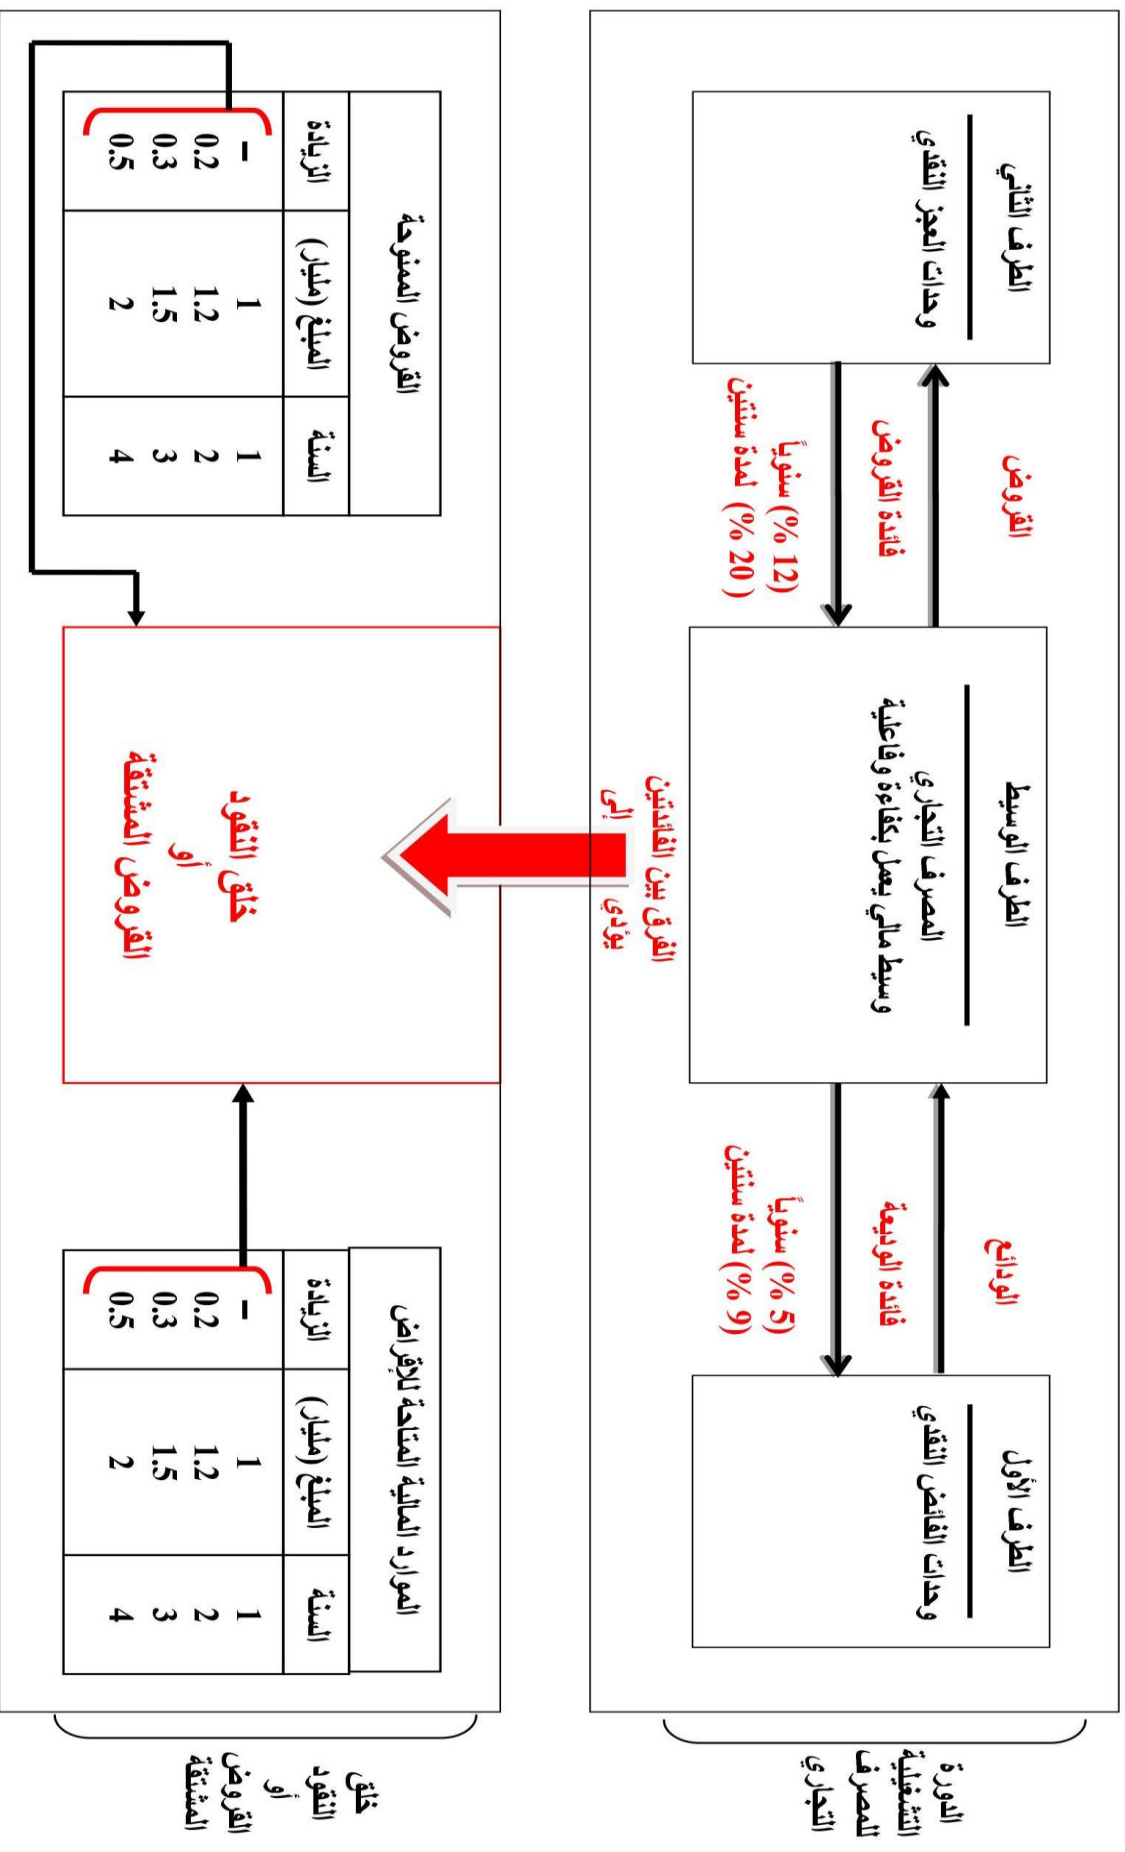 الدورة
التشغيلية
للمصرف
التجاري
الطرف الأول
وحدات الفائض النقدي
الودائع
فائدة الوديعة
(5 %) سنوياً
(9 %) لمدة سنتين
الطرف الوسيط
المصرف التجاري
وسيط مالي يعمل بكفاءة وفاعلية
القروض
فائدة القروض
(12 %) سنوياً
(20 %) لمدة سنتين
الطرف الثاني
وحدات العجز النقدي
الفرق بين الفائدتين
يؤدي إلى
خلق
النقود
أو
القروض
المشتقة
الموارد المالية المتاحة للإقراض
السنة المبلغ (مليار) الزيادة
1 1 –
2 1.2 0.2
3 1.5 0.3
4 2 0.5
خلق النقود
أو
القروض المشتقة
القروض الممنوحة
السنة المبلغ (مليار) الزيادة
1 1 –
2 1.2 0.2
3 1.5 0.3
4 2 0.5